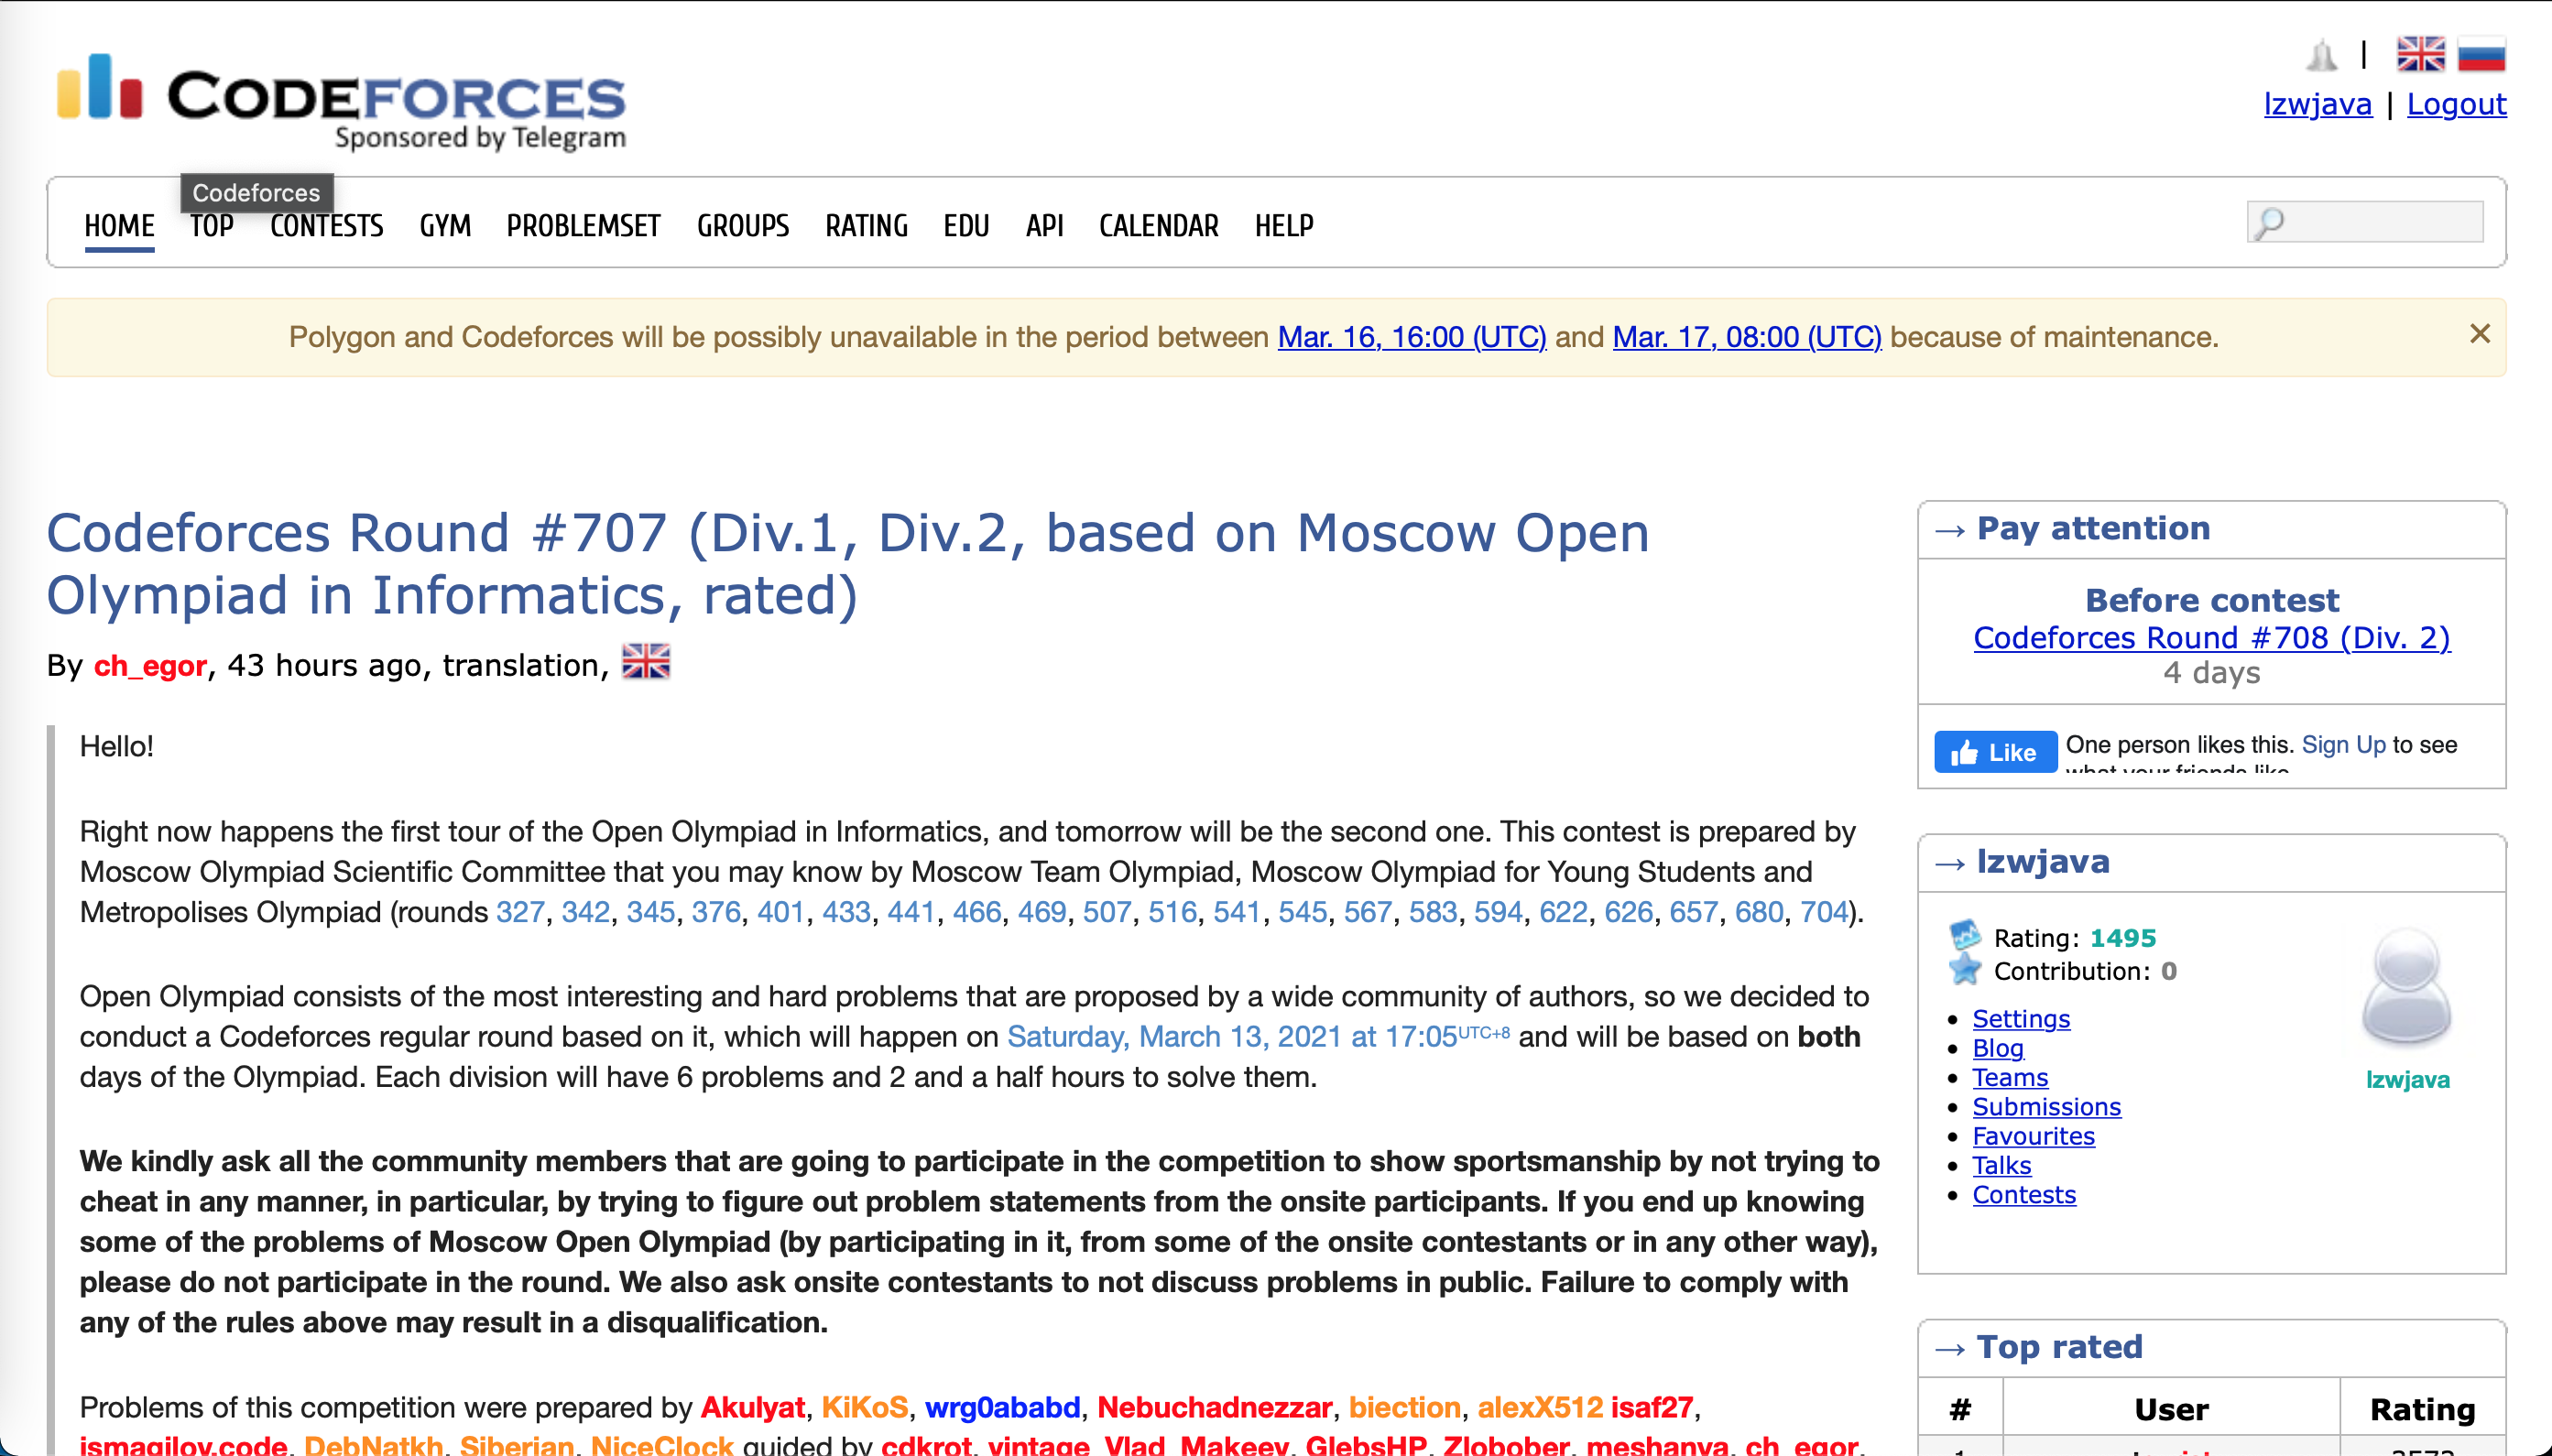 CODEFORCES
Sponsored by Telegram
lzwjava | Logout
Codeforces
HOME TOP CONTESTS GYM PROBLEMSET GROUPS RATING EDU API CALENDAR HELP
Polygon and Codeforces will be possibly unavailable in the period between Mar. 16, 16:00 (UTC) and Mar. 17, 08:00 (UTC) because of maintenance. ×
Codeforces Round #707 (Div.1, Div.2, based on Moscow Open
Olympiad in Informatics, rated)
By ch_egor, 43 hours ago, translation,
Hello!
Right now happens the first tour of the Open Olympiad in Informatics, and tomorrow will be the second one. This contest is prepared by
Moscow Olympiad Scientific Committee that you may know by Moscow Team Olympiad, Moscow Olympiad for Young Students and
Metropolises Olympiad (rounds 327, 342, 345, 376, 401, 433, 441, 466, 469, 507, 516, 541, 545, 567, 583, 594, 622, 626, 657, 680, 704).
Open Olympiad consists of the most interesting and hard problems that are proposed by a wide community of authors, so we decided to
conduct a Codeforces regular round based on it, which will happen on Saturday, March 13, 2021 at 17:05UTC+8 and will be based on both
days of the Olympiad. Each division will have 6 problems and 2 and a half hours to solve them.
We kindly ask all the community members that are going to participate in the competition to show sportsmanship by not trying to
cheat in any manner, in particular, by trying to figure out problem statements from the onsite participants. If you end up knowing
some of the problems of Moscow Open Olympiad (by participating in it, from some of the onsite contestants or in any other way),
please do not participate in the round. We also ask onsite contestants to not discuss problems in public. Failure to comply with
any of the rules above may result in a disqualification.
Problems of this competition were prepared by Akulyat, KiKoS, wrg0ababd, Nebuchadnezzar, biection, alexX512 isaf27,
ismagilov.code, DebNatkh, Siberian, NiceClock guided by cdkrot, vintage_Vlad_Makeev, GlebsHP, Zlobober, meshanya, ch_egor,
→ Pay attention
Before contest
Codeforces Round #708 (Div. 2)
4 days
Like One person likes this. Sign Up to see
what your friends like.
→ lzwjava
Rating: 1495
Contribution: 0
• Settings
• Blog
• Teams
• Submissions
• Favourites
• Talks
• Contests
lzwjava
→ Top rated
# User Rating